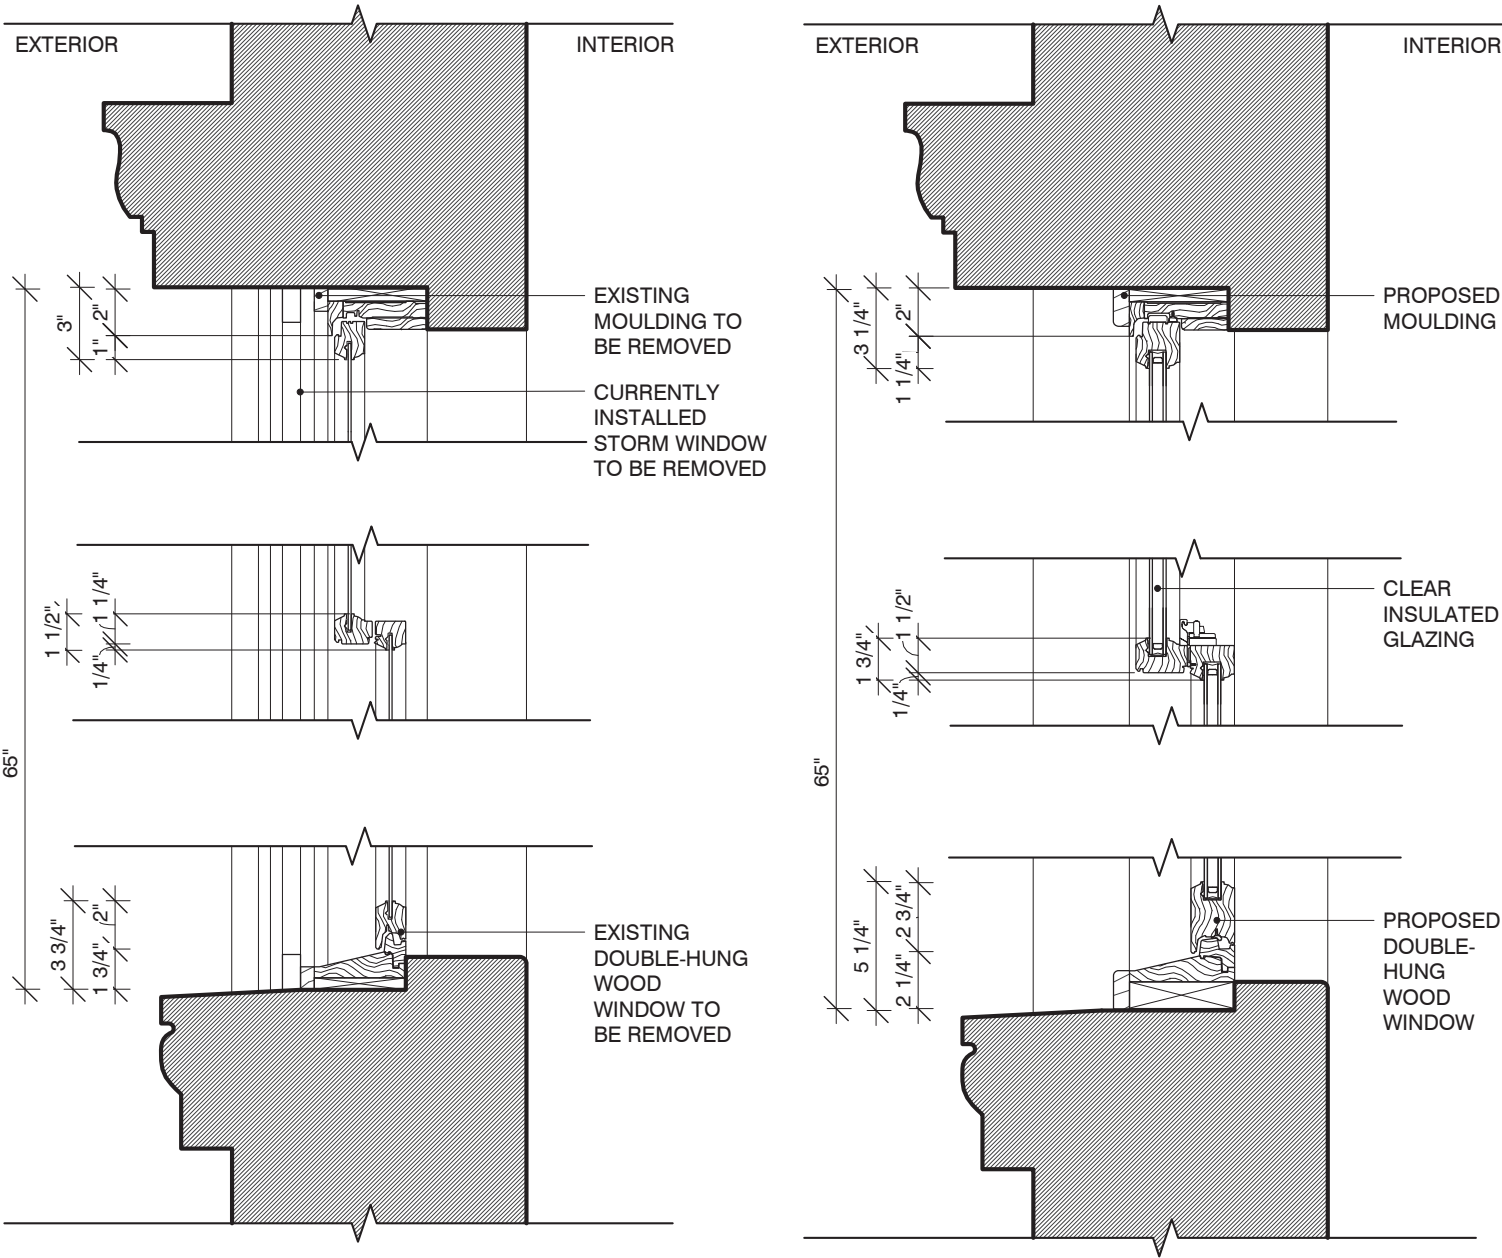 EXTERIOR
INTERIOR
3"
2"
1"
EXISTING
MOULDING TO
BE REMOVED
CURRENTLY
INSTALLED
STORM WINDOW
TO BE REMOVED
1 1/2"
1 1/4"
1/4"
65"
3 3/4"
2"
1 3/4"
EXISTING
DOUBLE-HUNG
WOOD
WINDOW TO
BE REMOVED
EXTERIOR
INTERIOR
3 1/4"
2"
1 1/4"
PROPOSED
MOULDING
CLEAR
INSULATED
GLAZING
1 3/4"
1 1/2"
1/4"
65"
5 1/4"
2 3/4"
2 1/4"
PROPOSED
DOUBLE-
HUNG
WOOD
WINDOW